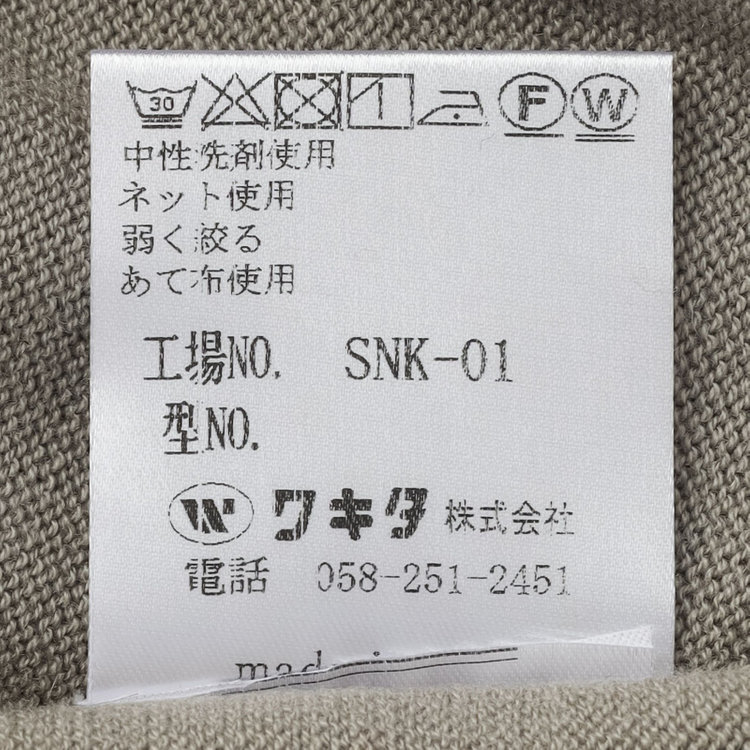 30 F W
中性洗剤使用
ネット使用
弱く絞る
あて布使用
工場NO. SNK-01
型NO.
W ワキタ 株式会社
電話 058-251-2451